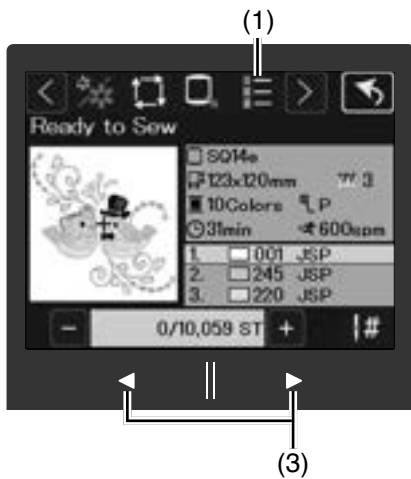 (1)
Ready to Sew
SQ14e
123x120mm 3
10Colors P
31min 600spm
1. 001 JSP
2. 245 JSP
3. 220 JSP
− 0/10,059 ST + #
(3)